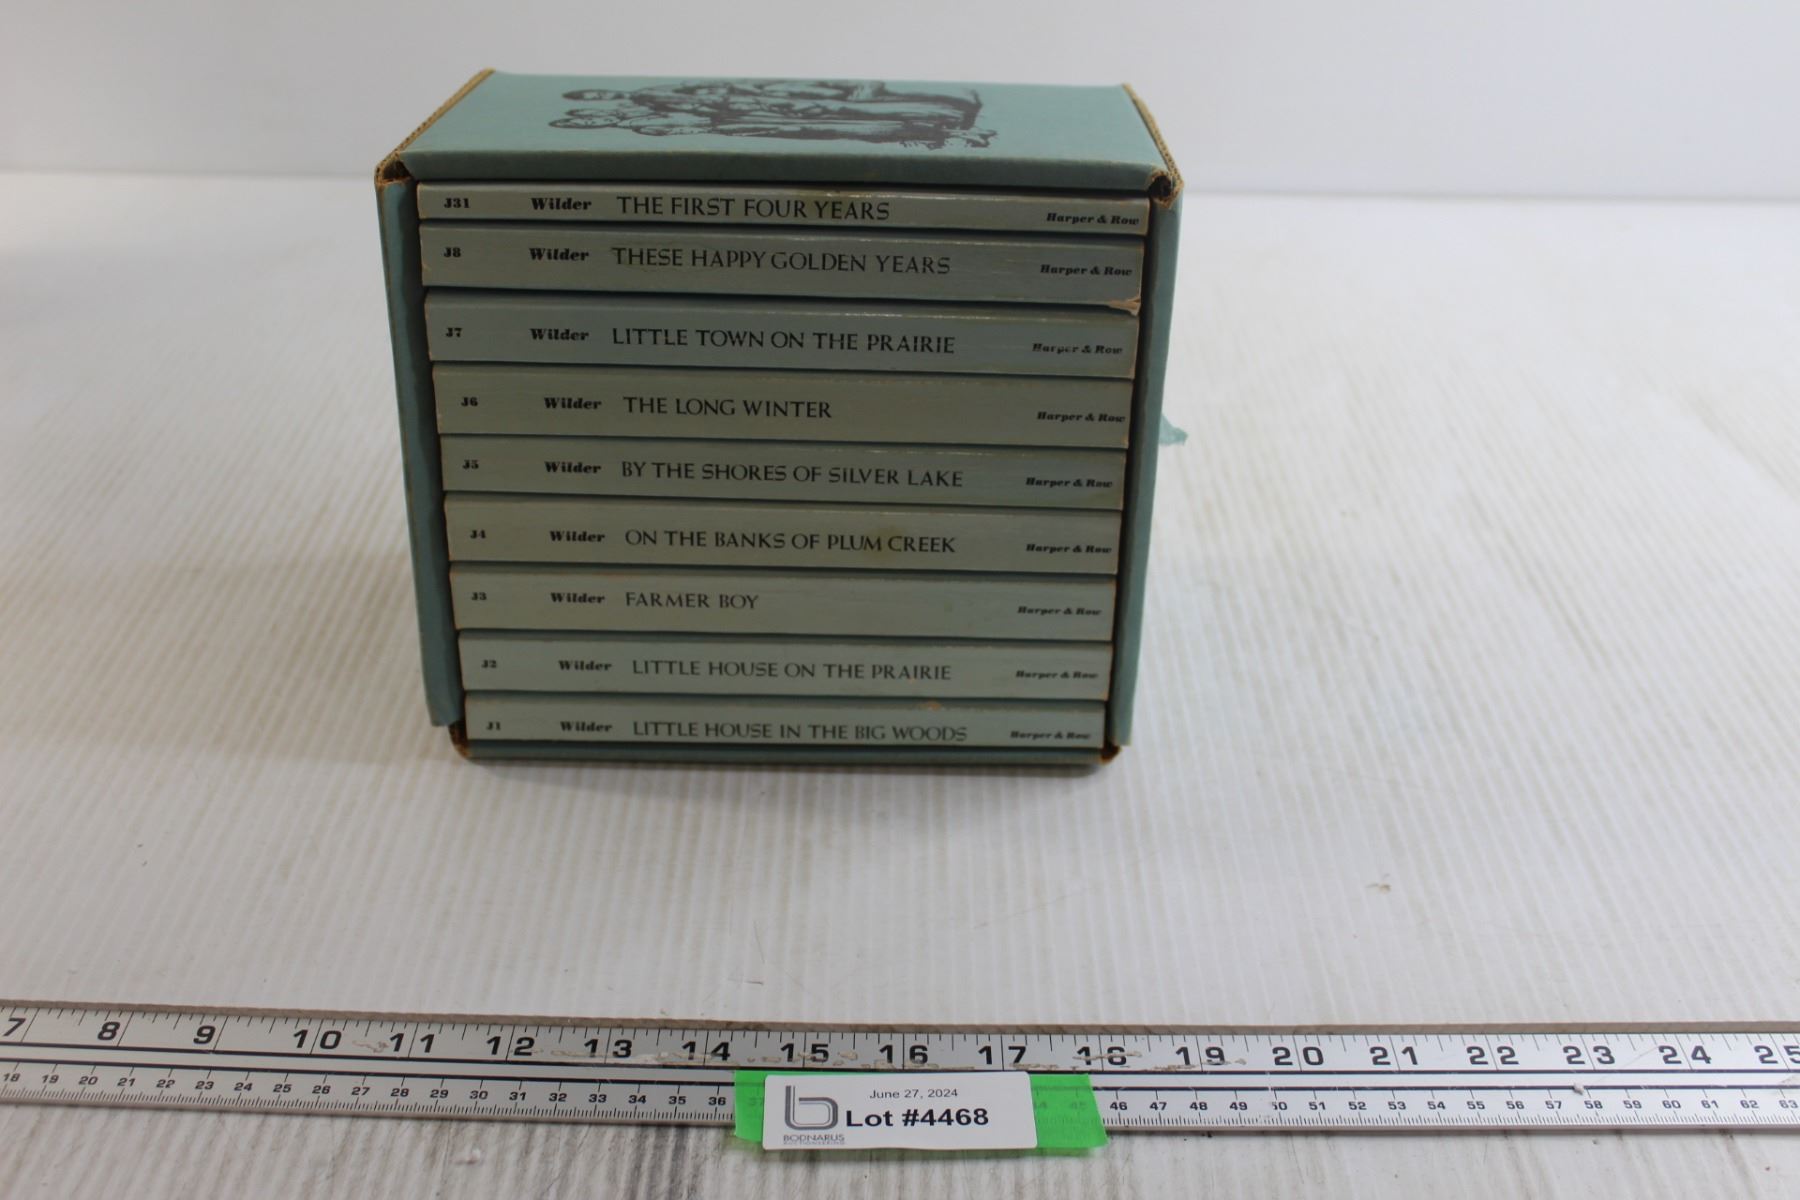 J31 Wilder THE FIRST FOUR YEARS Harper & Row
J8 Wilder THESE HAPPY GOLDEN YEARS Harper & Row
J7 Wilder LITTLE TOWN ON THE PRAIRIE Harper & Row
J6 Wilder THE LONG WINTER Harper & Row
J5 Wilder BY THE SHORES OF SILVER LAKE Harper & Row
J4 Wilder ON THE BANKS OF PLUM CREEK Harper & Row
J3 Wilder FARMER BOY Harper & Row
J2 Wilder LITTLE HOUSE ON THE PRAIRIE Harper & Row
J1 Wilder LITTLE HOUSE IN THE BIG WOODS Harper & Row
7 8 9 10 11 12 13 14 15 16 17 18 19 20 21 22 23 24 25
18 19 20 21 22 23 24 25 26 27 28 29 30 31 32 33 34 35 36 46 47 48 49 50 51 52 53 54 55 56 57 58 59 60 61 62 63
June 27, 2024
Lot #4468
BODNARUS
AUCTIONEERING